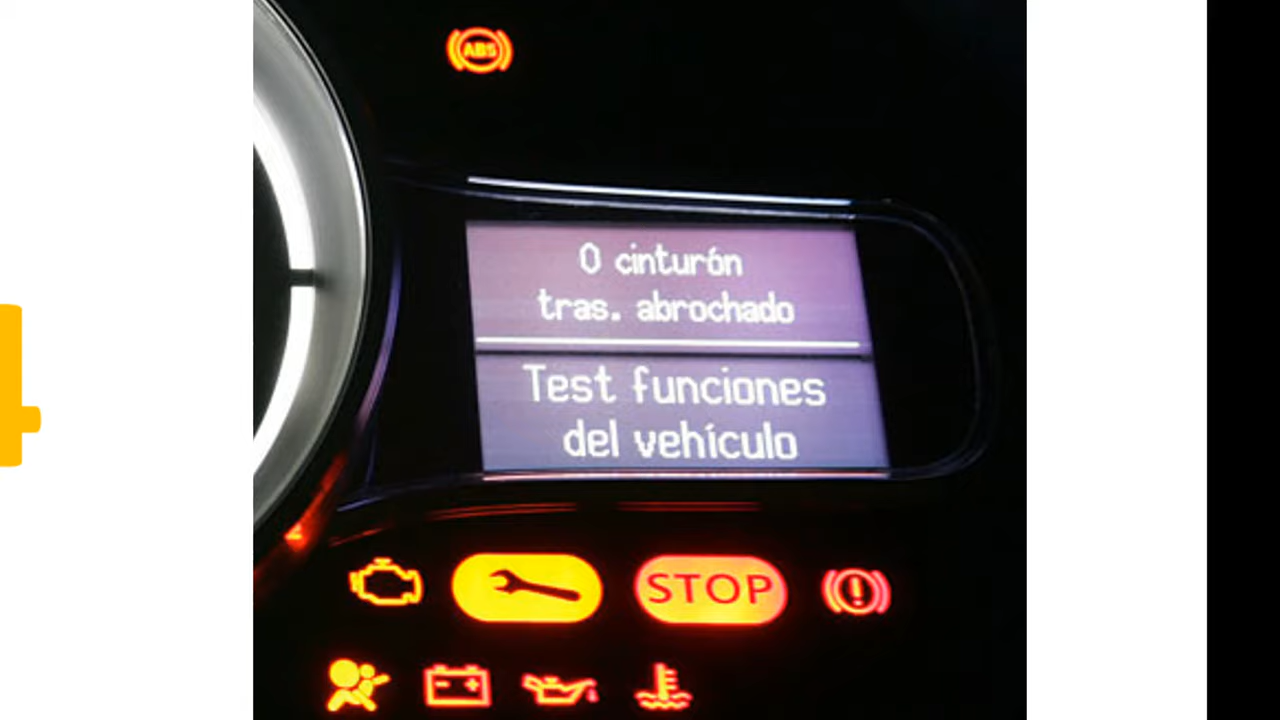 ABS
0 cinturón
tras. abrochado
Test funciones
del vehículo
STOP